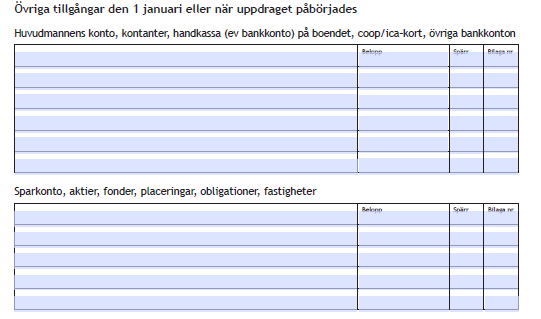 Övriga tillgångar den 1 januari eller när uppdraget påbörjades
Huvudmannens konto, kontanter, handkassa (ev bankkonto) på boendet, coop/ica-kort, övriga bankkonton
Belopp Spärr Bilaga nr
Sparkonto, aktier, fonder, placeringar, obligationer, fastigheter
Belopp Spärr Bilaga nr